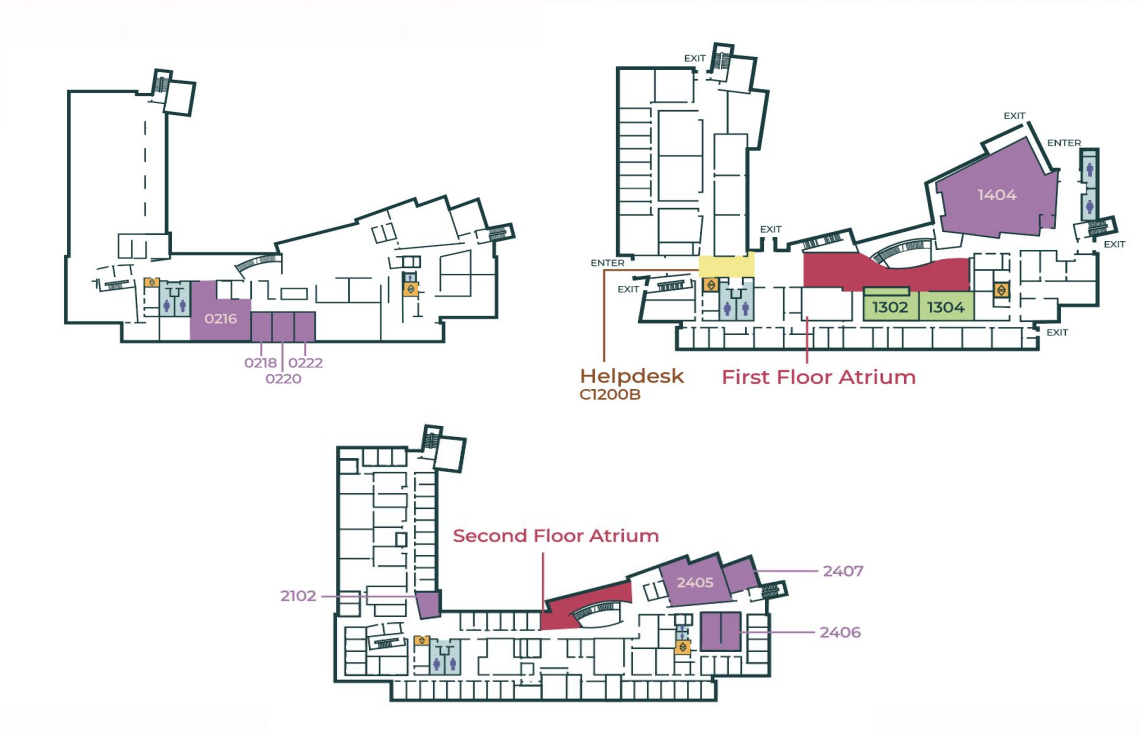 0216
0218
0222
0220
EXIT
EXIT
ENTER
1404
EXIT
EXIT
ENTER
EXIT
1302
1304
EXIT
Helpdesk
C1200B
First Floor Atrium
Second Floor Atrium
2407
2405
2102
2406